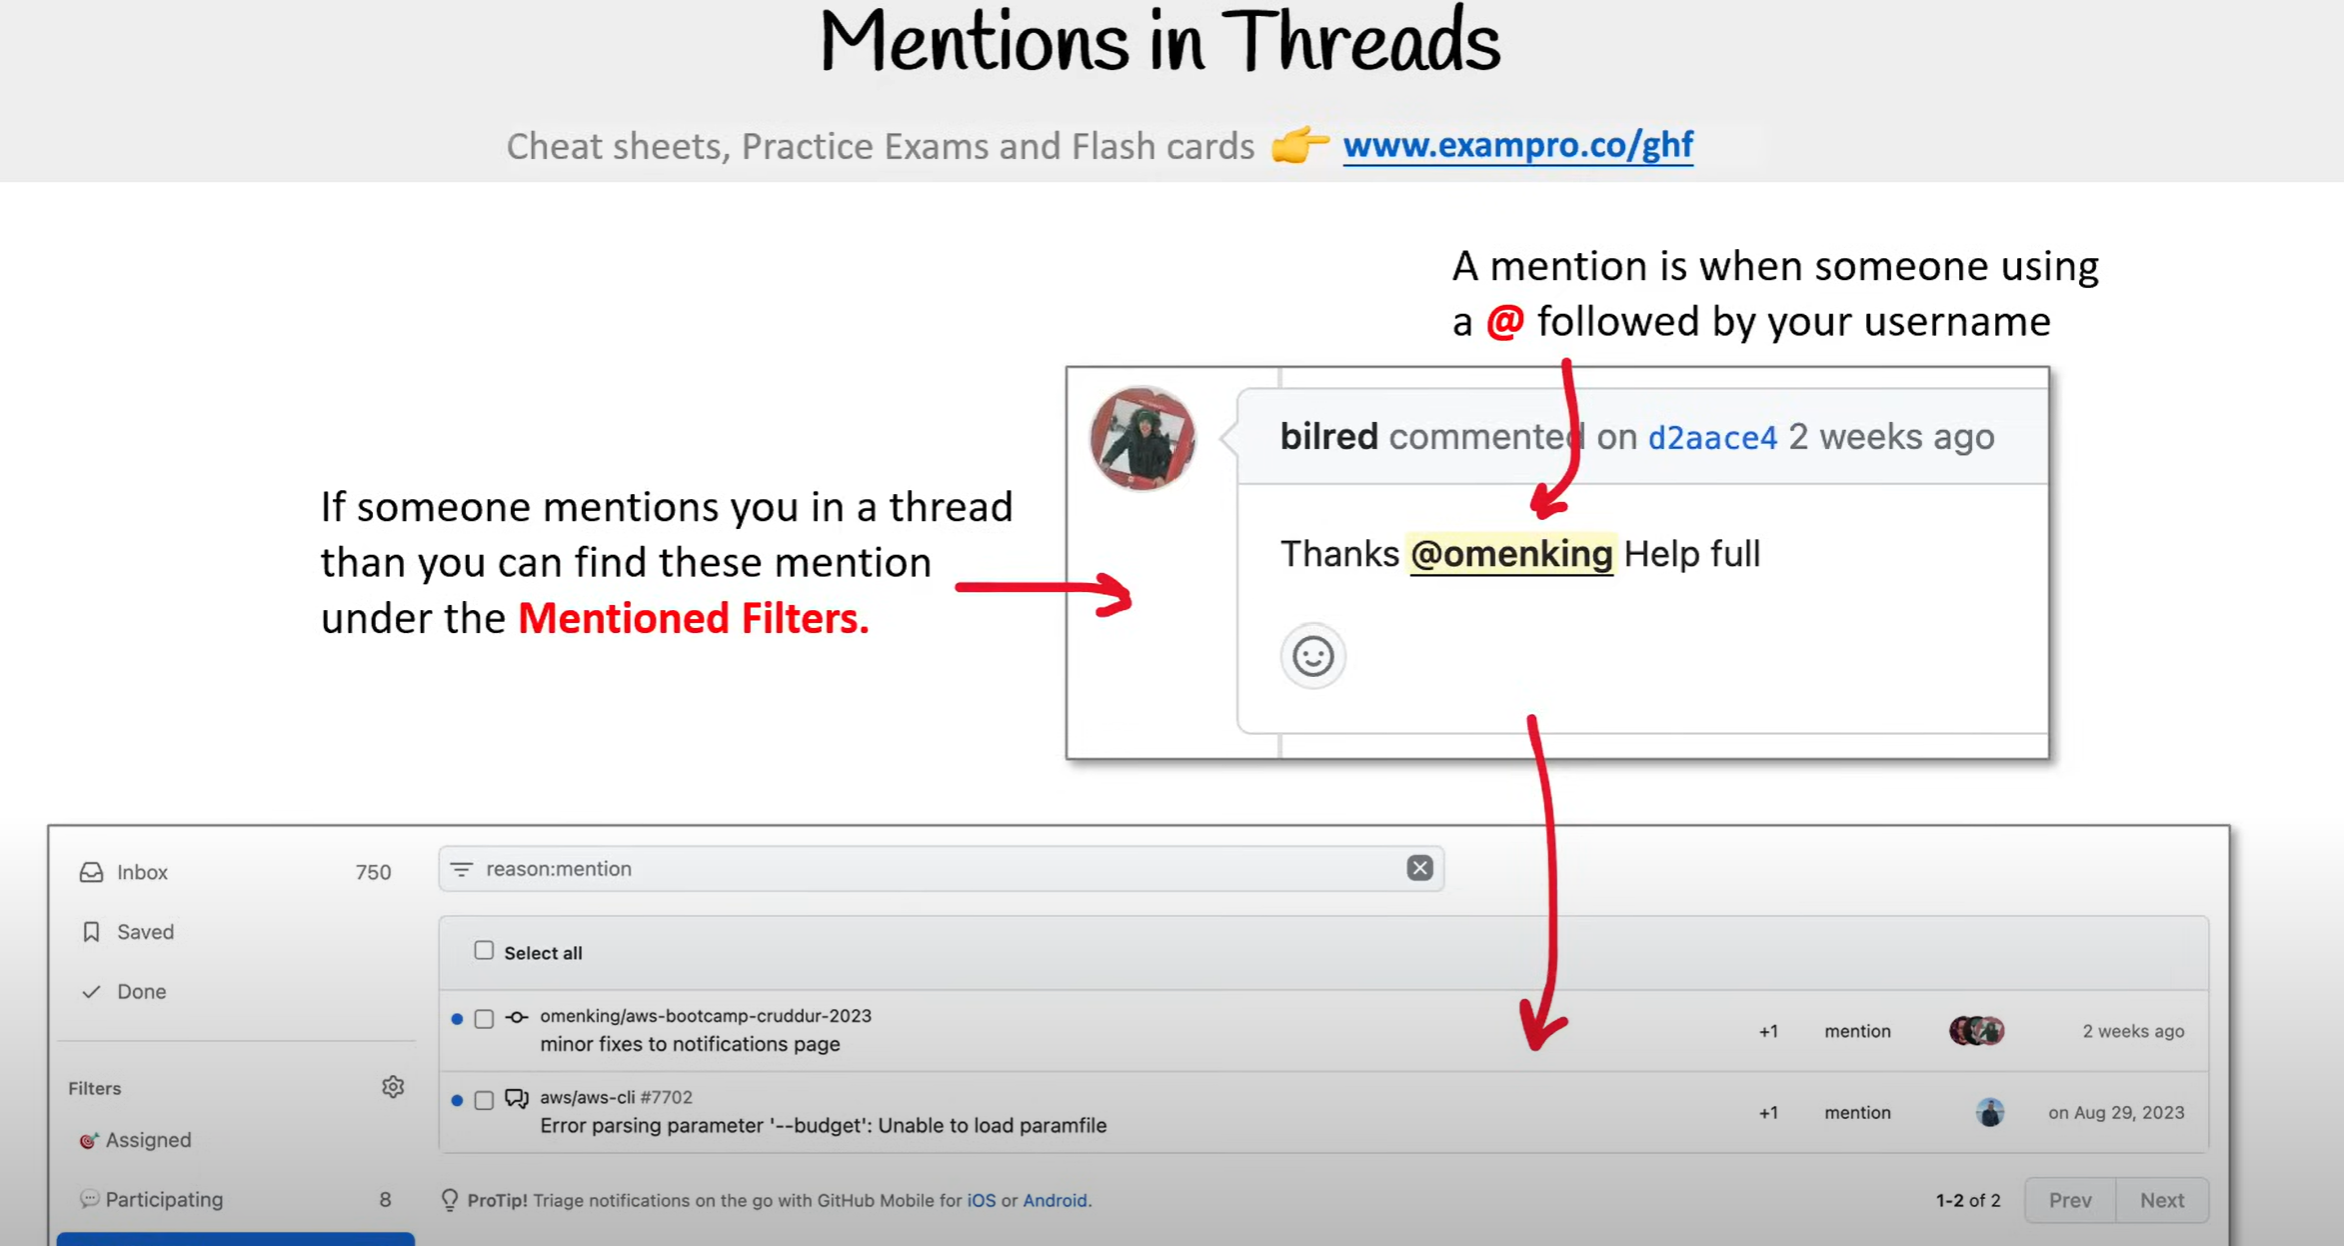 Mentions in Threads
Cheat sheets, Practice Exams and Flash cards 👉 www.exampro.co/ghf
A mention is when someone using
a @ followed by your username
If someone mentions you in a thread
than you can find these mention
under the Mentioned Filters.
bilred commented on d2aace4 2 weeks ago
Thanks @omenking Help full
Inbox 750
Saved
Done
Filters
Assigned
Participating 8
reason:mention
Select all
omenking/aws-bootcamp-cruddur-2023
minor fixes to notifications page
+1 mention 2 weeks ago
aws/aws-cli #7702
Error parsing parameter '--budget': Unable to load paramfile
+1 mention on Aug 29, 2023
ProTip! Triage notifications on the go with GitHub Mobile for iOS or Android.
1-2 of 2 Prev Next